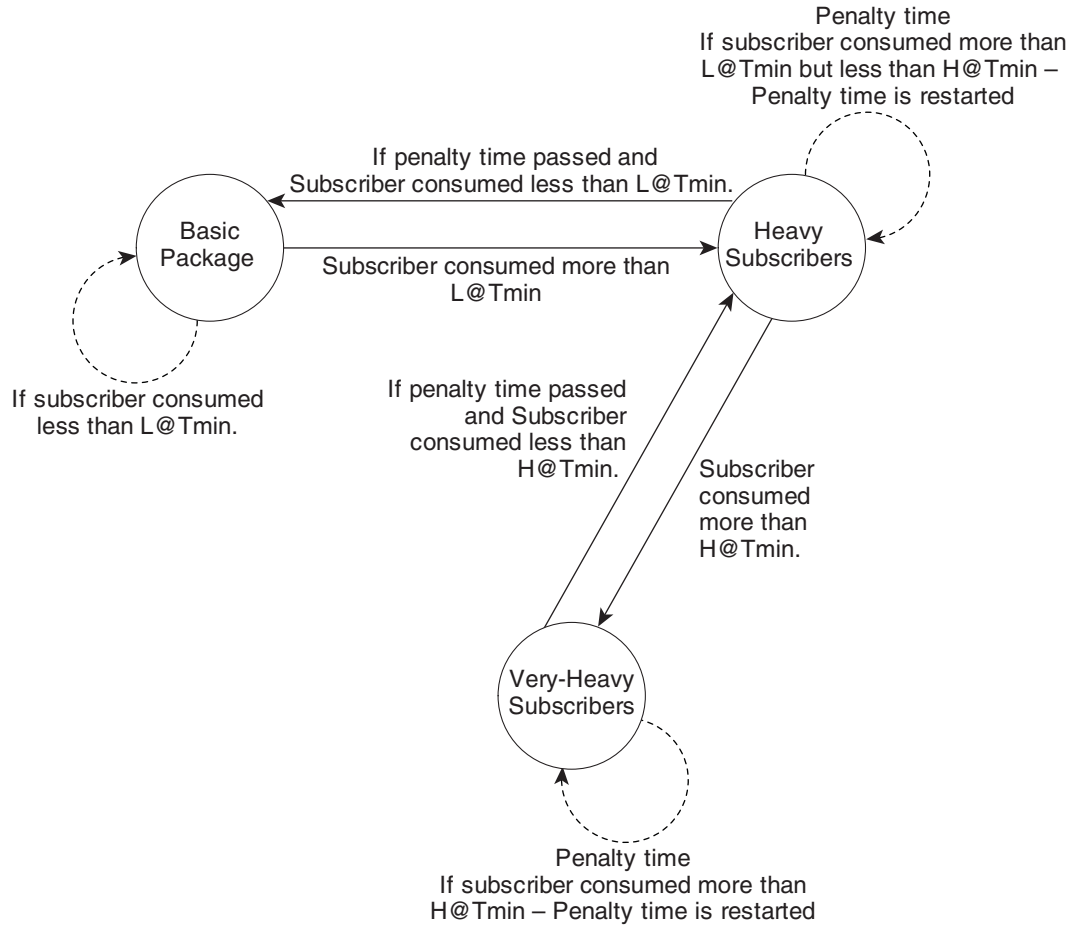 Penalty time
If subscriber consumed more than
L@Tmin but less than H@Tmin –
Penalty time is restarted
If penalty time passed and
Subscriber consumed less than L@Tmin.
Basic
Package
Heavy
Subscribers
Subscriber consumed more than
L@Tmin
If subscriber consumed
less than L@Tmin.
If penalty time passed
and Subscriber
consumed less than
H@Tmin.
Subscriber
consumed
more than
H@Tmin.
Very-Heavy
Subscribers
Penalty time
If subscriber consumed more than
H@Tmin – Penalty time is restarted